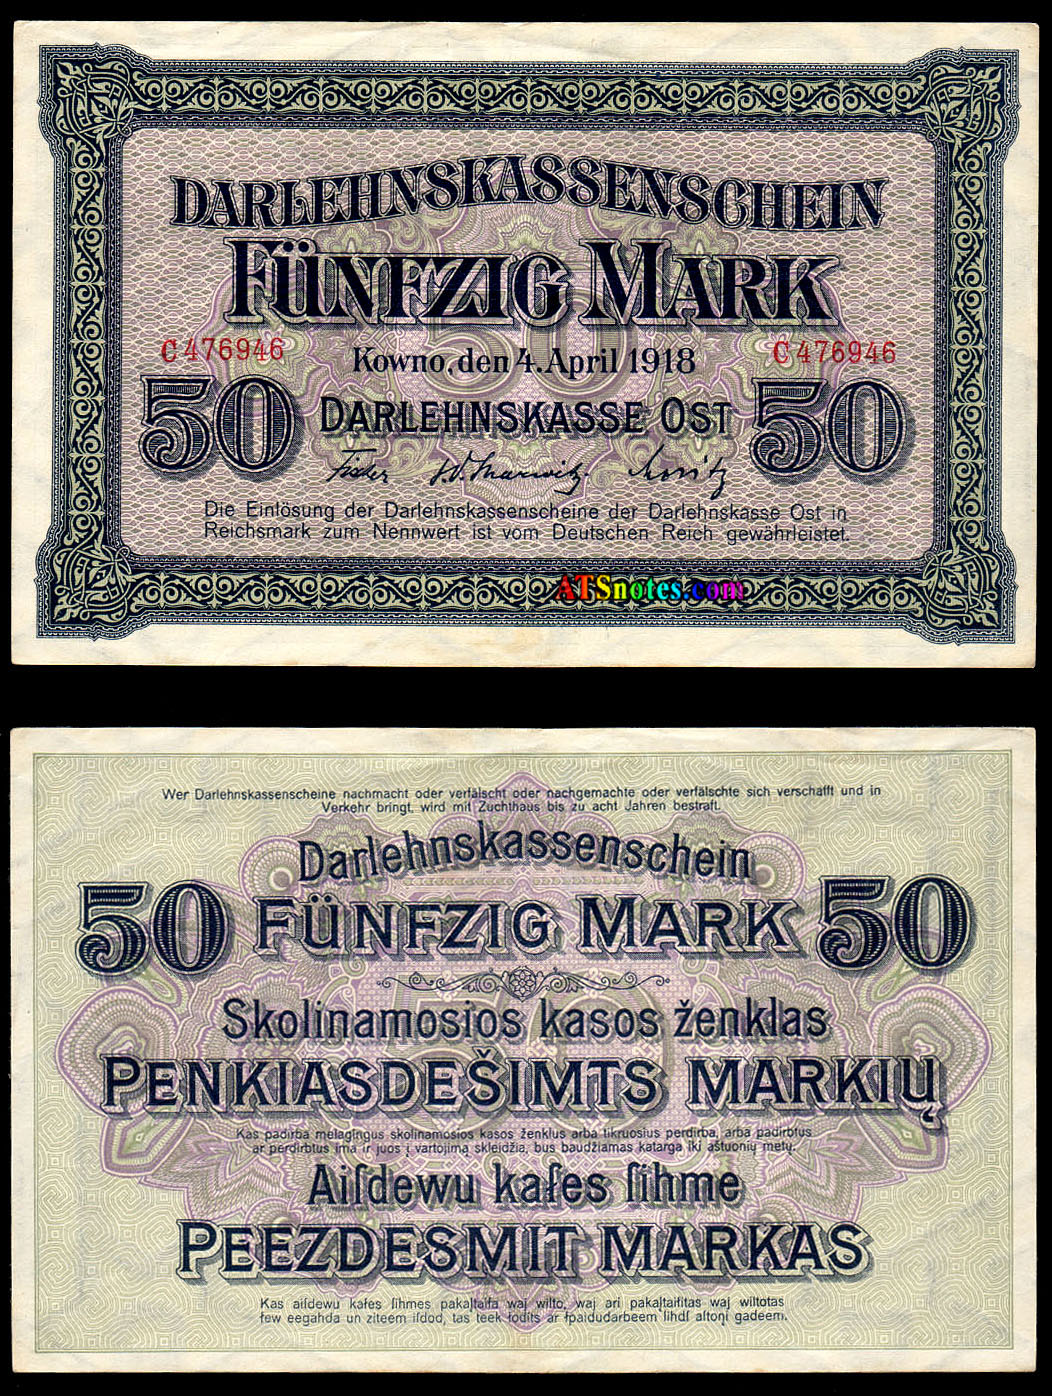 DARLEHNSKASSENSCHEIN
FÜNFZIG MARK
C476946 C476946
Kowno, den 4. April 1918
50 DARLEHNSKASSE OST 50
Fischer
Die Einlösung der Darlehnskassenscheine der Darlehnskasse Ost in
Reichsmark zum Nennwert ist vom Deutschen Reich gewährleistet.
ATSnotes.com
Wer Darlehnskassenscheine nachmacht oder verfälscht oder nachgemachte oder verfälschte sich verschafft und in
Verkehr bringt, wird mit Zuchthaus bis zu acht Jahren bestraft.
Darlehnskassenschein
50 FÜNFZIG MARK 50
Skolinamosios kasos ženklas
PENKIASDEŠIMTS MARKIŲ
Kas padirba melagingus skolinamosios kasos ženklus arba tikruosius perdirba, arba padirbtus
ar perdirbtus ima ir juos į vartojimą skleidžia, bus baudžiamas katarga iki aštuonių metų.
Aiſdewu kaſes ſihme
PEEZDESMIT MARKAS
Kas aiſdewu kaſes ſihmes pakaļtaiſa waj wilto, waj ari pakaļtaiſitas waj wiltotas
ſew eegahda un ziteem iſdod, tas teek ſodits ar ſpaidudarbeem lihdſ aſtoņi gadeem.